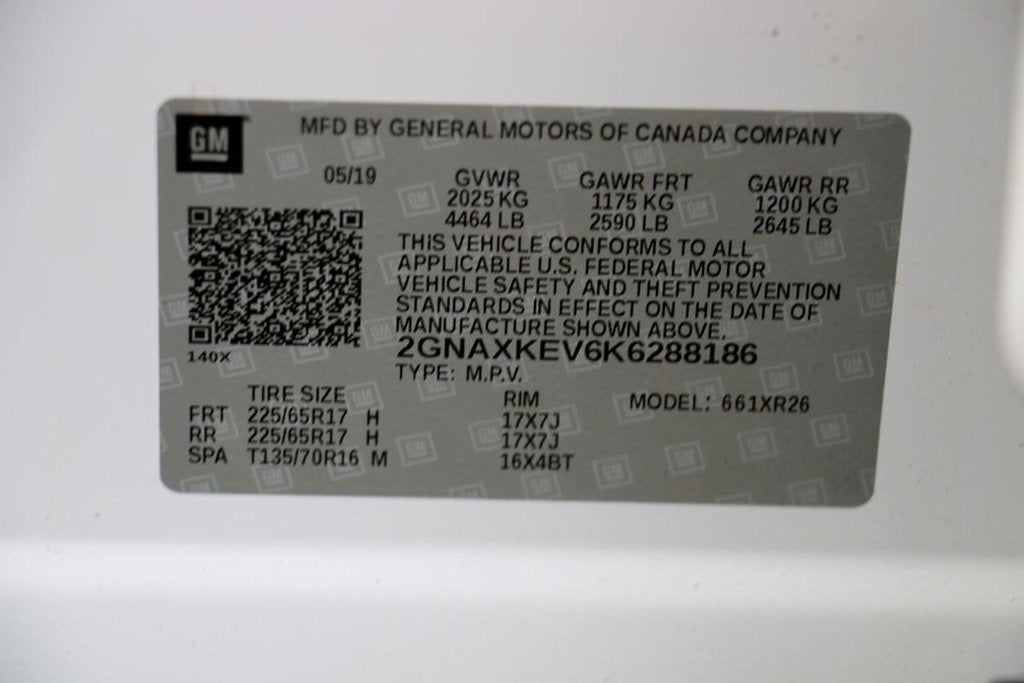 GM
MFD BY GENERAL MOTORS OF CANADA COMPANY
05/19
GVWR GAWR FRT GAWR RR
2025 KG 1175 KG 1200 KG
4464 LB 2590 LB 2645 LB
THIS VEHICLE CONFORMS TO ALL
APPLICABLE U.S. FEDERAL MOTOR
VEHICLE SAFETY AND THEFT PREVENTION
STANDARDS IN EFFECT ON THE DATE OF
MANUFACTURE SHOWN ABOVE.
140X
2GNAXKEV6K6288186
TYPE: M.P.V.
TIRE SIZE RIM MODEL: 661XR26
FRT 225/65R17 H 17X7J
RR 225/65R17 H 17X7J
SPA T135/70R16 M 16X4BT